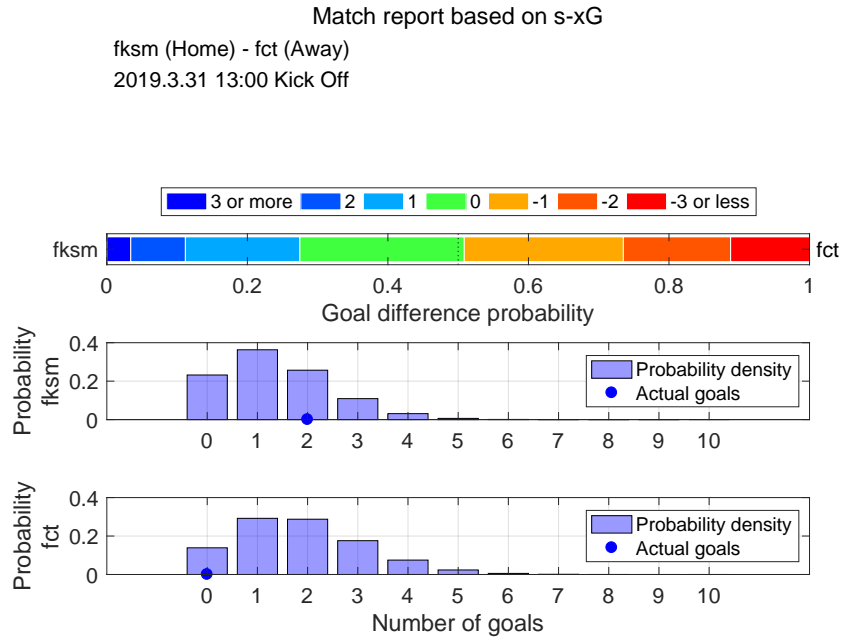 Match report based on s-xG
fksm (Home) - fct (Away)
2019.3.31 13:00 Kick Off
3 or more 2 1 0 -1 -2 -3 or less
fksm fct
0 0.2 0.4 0.6 0.8 1
Goal difference probability
Probability
fksm
0.4
0.2
0
Probability density
Actual goals
0 1 2 3 4 5 6 7 8 9 10
Probability
fct
0.4
0.2
0
Probability density
Actual goals
0 1 2 3 4 5 6 7 8 9 10
Number of goals